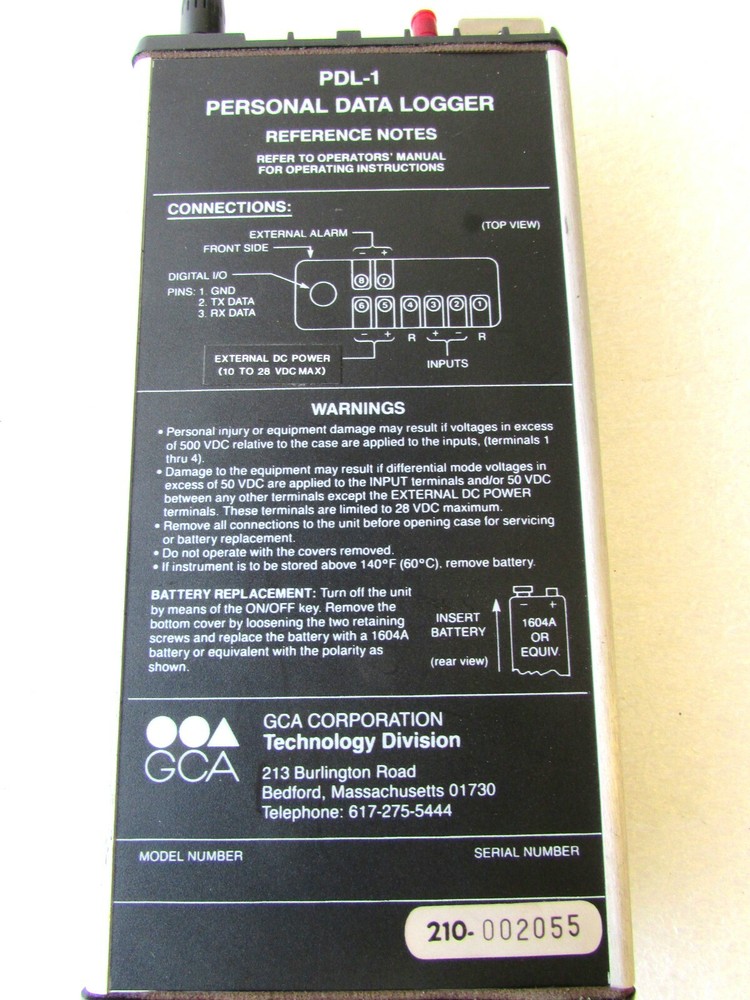 PDL-1
PERSONAL DATA LOGGER
REFERENCE NOTES
REFER TO OPERATORS' MANUAL
FOR OPERATING INSTRUCTIONS
CONNECTIONS:
(TOP VIEW)
EXTERNAL ALARM
FRONT SIDE
− +
DIGITAL I/O
PINS: 1. GND
2. TX DATA
3. RX DATA
8 7
6 5 4 3 2 1
− + R + − R
EXTERNAL DC POWER
(10 TO 28 VDC MAX)
INPUTS
WARNINGS
• Personal injury or equipment damage may result if voltages in excess
of 500 VDC relative to the case are applied to the inputs, (terminals 1
thru 4).
• Damage to the equipment may result if differential mode voltages in
excess of 50 VDC are applied to the INPUT terminals and/or 50 VDC
between any other terminals except the EXTERNAL DC POWER
terminals. These terminals are limited to 28 VDC maximum.
• Remove all connections to the unit before opening case for servicing
or battery replacement.
• Do not operate with the covers removed.
• If instrument is to be stored above 140°F (60°C), remove battery.
BATTERY REPLACEMENT: Turn off the unit
by means of the ON/OFF key. Remove the
bottom cover by loosening the two retaining
screws and replace the battery with a 1604A
battery or equivalent with the polarity as
shown.
INSERT
BATTERY
(rear view)
− +
1604A
OR
EQUIV.
GCA
GCA CORPORATION
Technology Division
213 Burlington Road
Bedford, Massachusetts 01730
Telephone: 617-275-5444
MODEL NUMBER
SERIAL NUMBER
210-002055